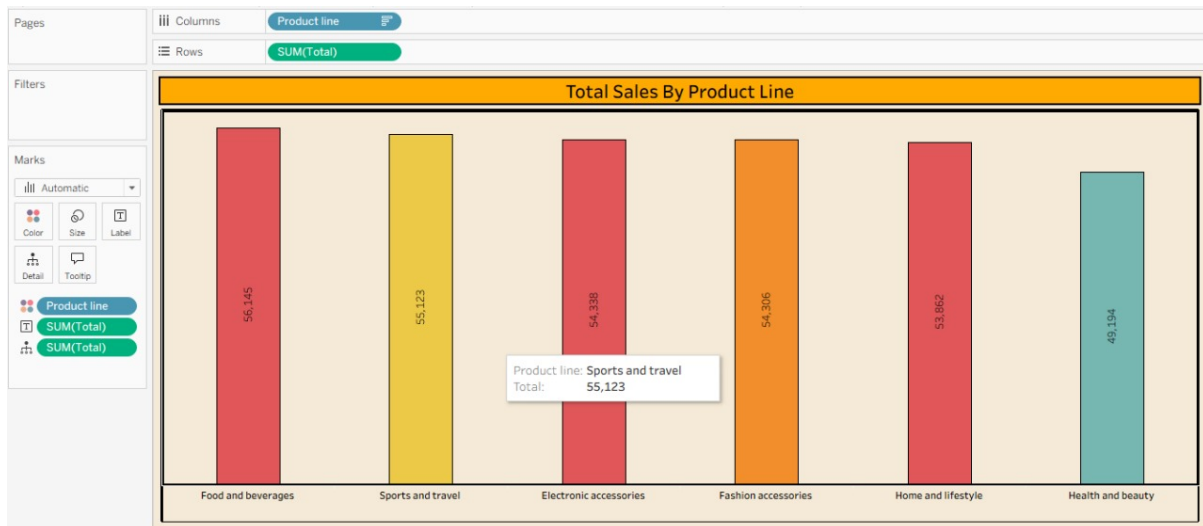 Pages
Columns
Product line
Rows
SUM(Total)
Filters
Marks
Automatic
Color
Size
Label
Detail
Tooltip
Product line
SUM(Total)
SUM(Total)
Total Sales By Product Line
56,145
55,123
54,338
54,306
53,862
49,194
Product line: Sports and travel
Total: 55,123
Food and beverages
Sports and travel
Electronic accessories
Fashion accessories
Home and lifestyle
Health and beauty